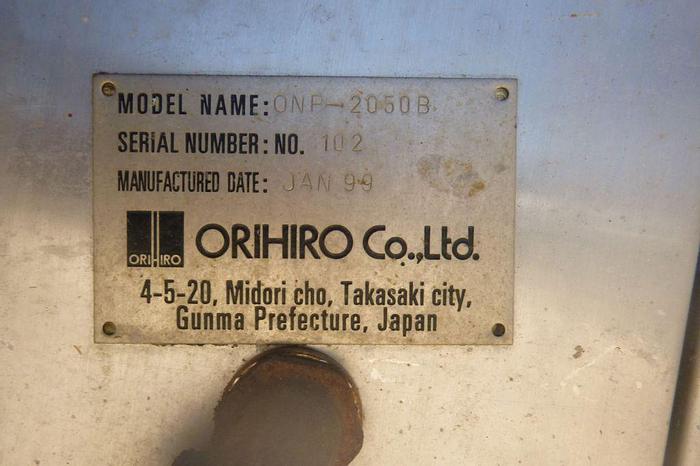 MODEL NAME: ONP-2050B
SERIAL NUMBER: NO. 102
MANUFACTURED DATE: JAN 99
ORIHIRO
ORIHIRO Co.,Ltd.
4-5-20, Midori cho, Takasaki city,
Gunma Prefecture, Japan